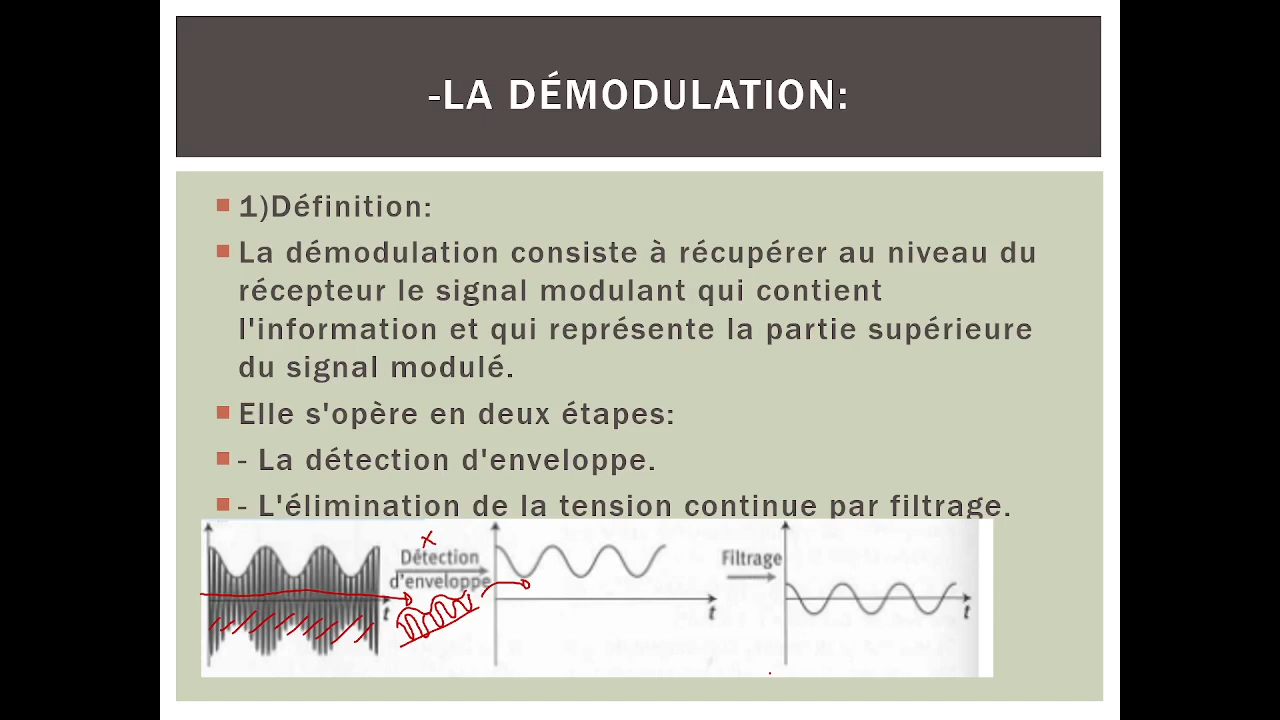 -LA DÉMODULATION:
1)Définition:
La démodulation consiste à récupérer au niveau du
récepteur le signal modulant qui contient
l'information et qui représente la partie supérieure
du signal modulé.
Elle s'opère en deux étapes:
- La détection d'enveloppe.
- L'élimination de la tension continue par filtrage.
x
Détection
d'enveloppe
Filtrage
t
t
t